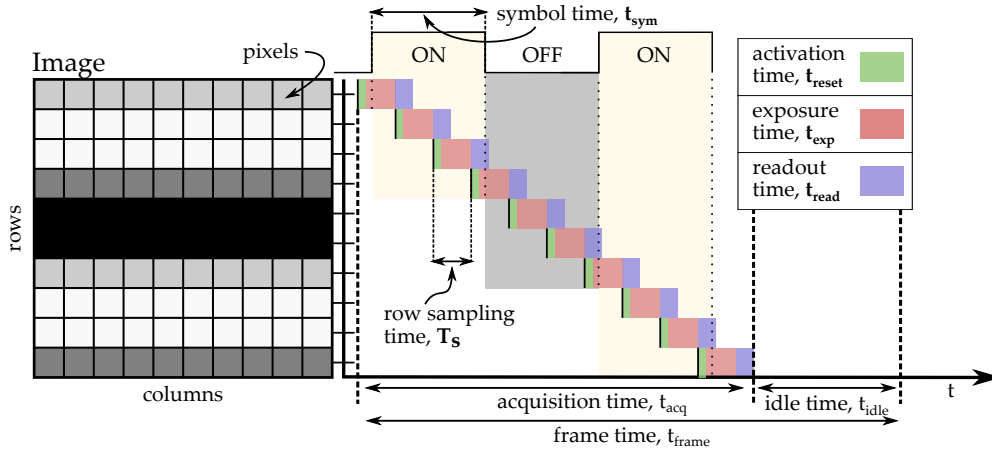 symbol time, tsym
Image
pixels
ON
OFF
ON
activation
time, treset
exposure
time, texp
readout
time, tread
rows
row sampling
time, Ts
columns
t
acquisition time, tacq
idle time, tidle
frame time, tframe